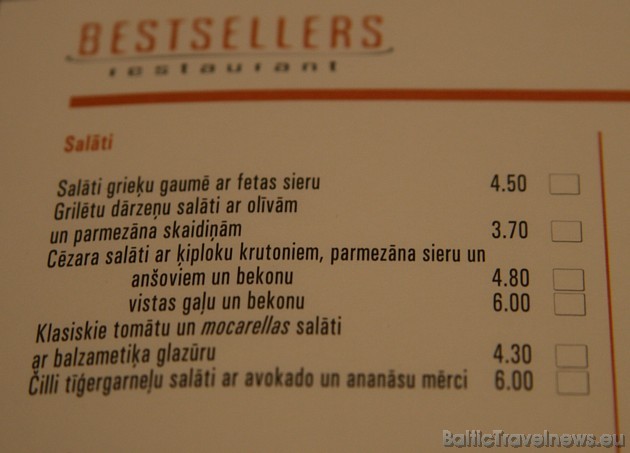 BESTSELLERS
restaurant
Salāti
Salāti grieķu gaumē ar fetas sieru 4.50
Grilētu dārzeņu salāti ar olīvām
un parmezāna skaidiņām 3.70
Cēzara salāti ar ķiploku krutoniem, parmezāna sieru un
anšoviem un bekonu 4.80
vistas gaļu un bekonu 6.00
Klasiskie tomātu un mocarellas salāti
ar balzametiķa glazūru 4.30
Čilli tīģergarneļu salāti ar avokado un ananāsu mērci 6.00
BalticTravelnews.eu